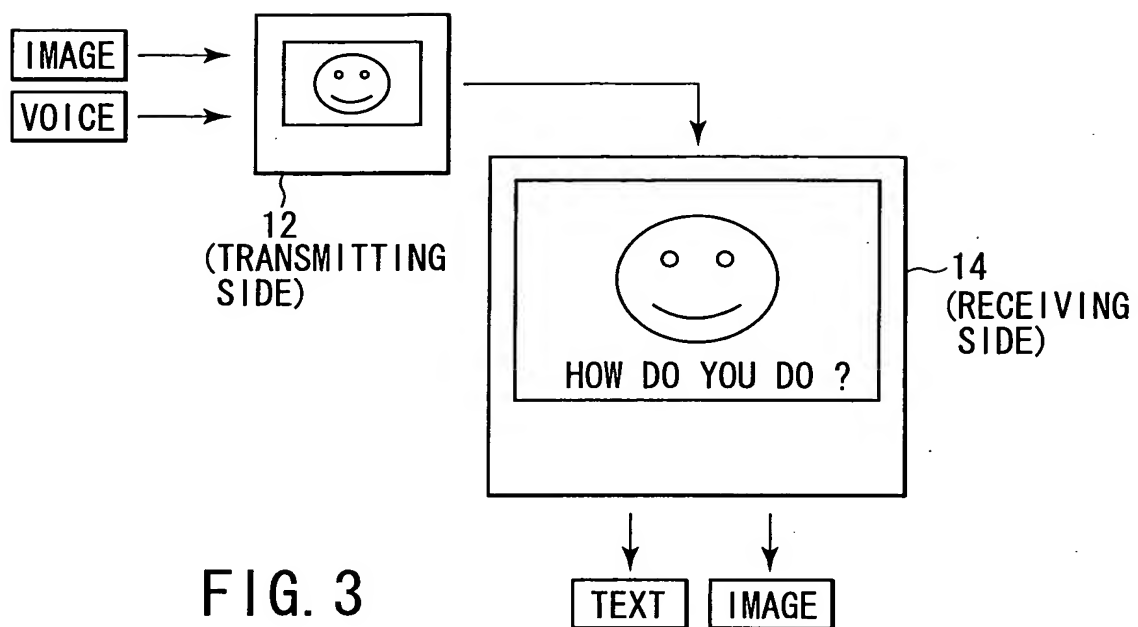 IMAGE
VOICE
12
(TRANSMITTING
SIDE)
HOW DO YOU DO ?
14
(RECEIVING
SIDE)
TEXT
IMAGE
FIG. 3